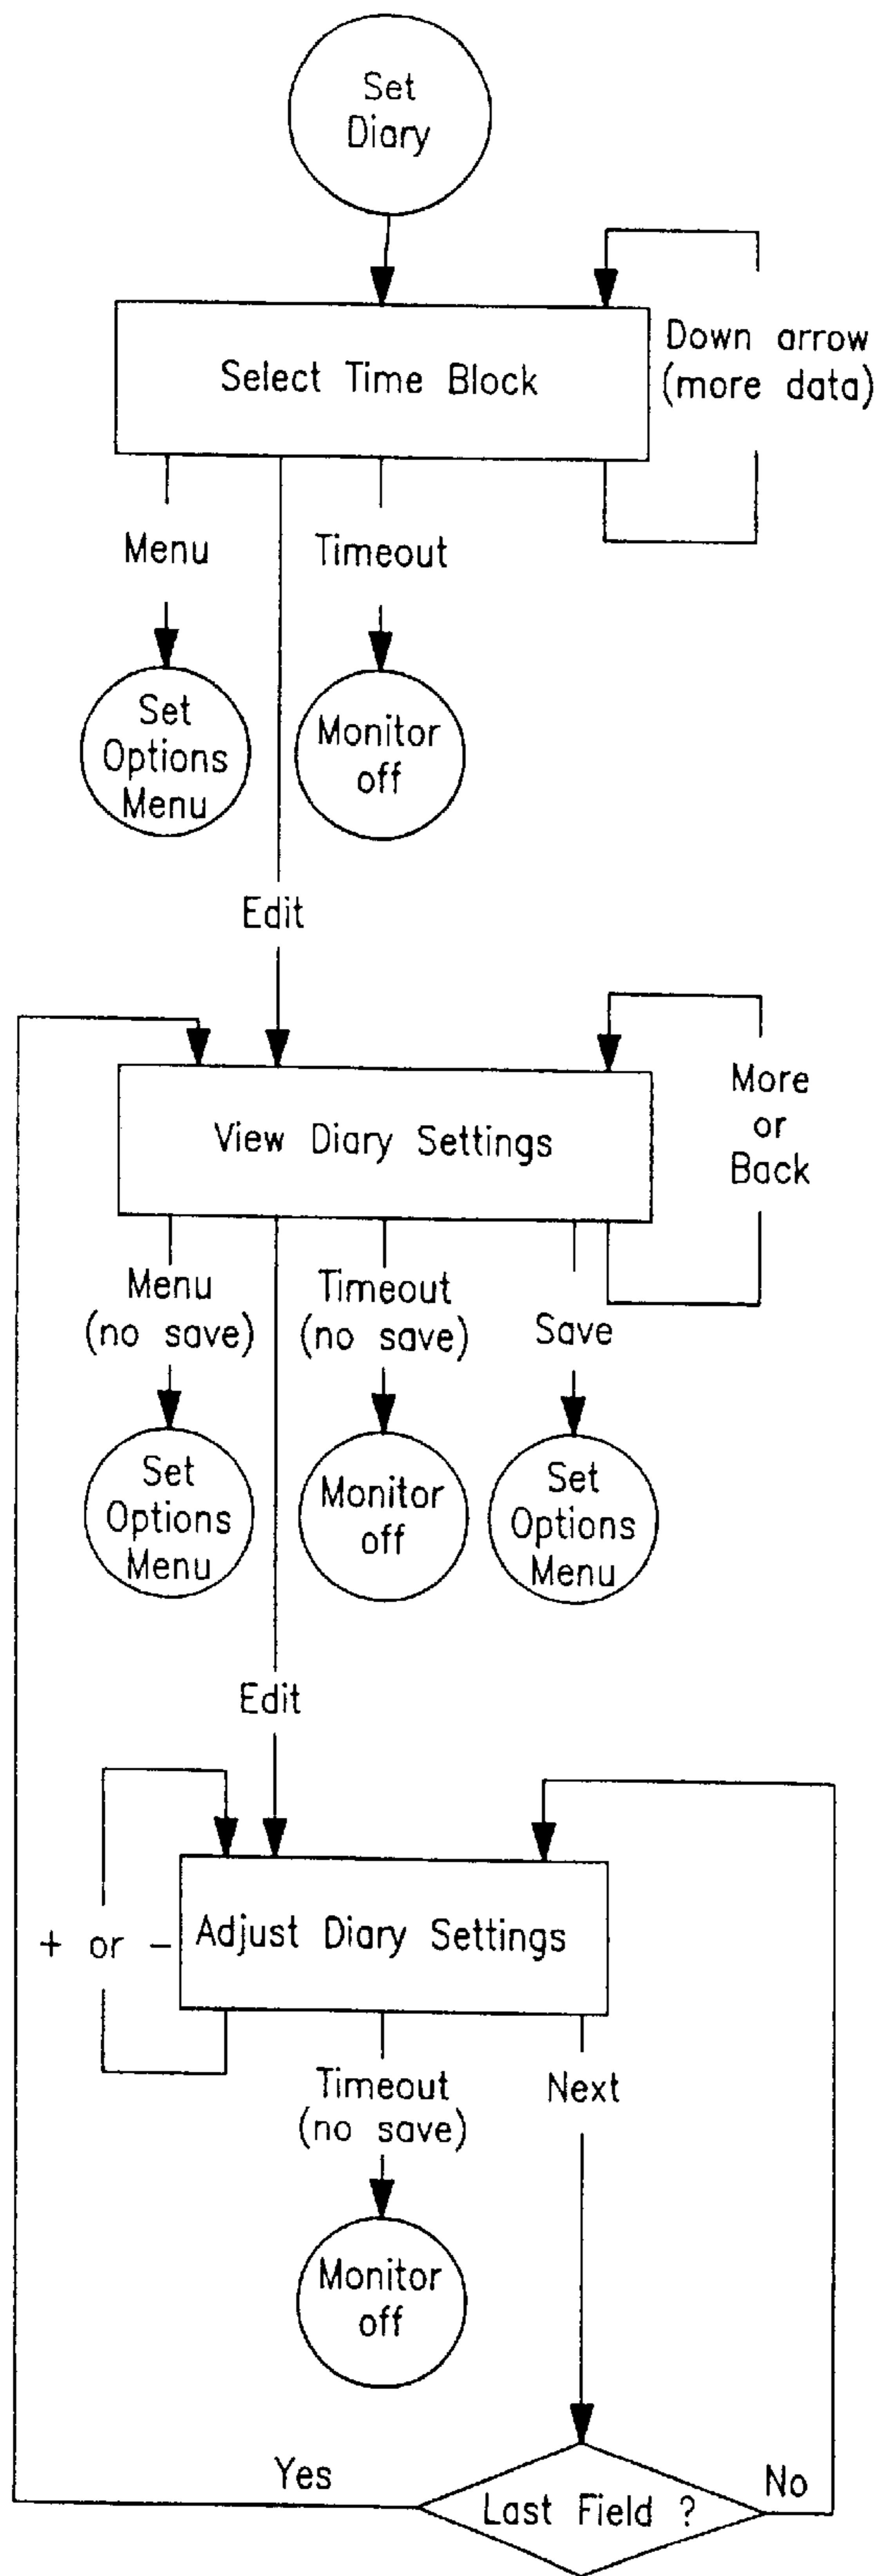 Set
Diary
Down arrow
(more data)
Select Time Block
Menu
Timeout
Set
Options
Menu
Monitor
off
Edit
More
or
Back
View Diary Settings
Menu
(no save)
Timeout
(no save)
Save
Set
Options
Menu
Monitor
off
Set
Options
Menu
Edit
+ or -
Adjust Diary Settings
Timeout
(no save)
Next
Monitor
off
Yes
No
Last Field ?